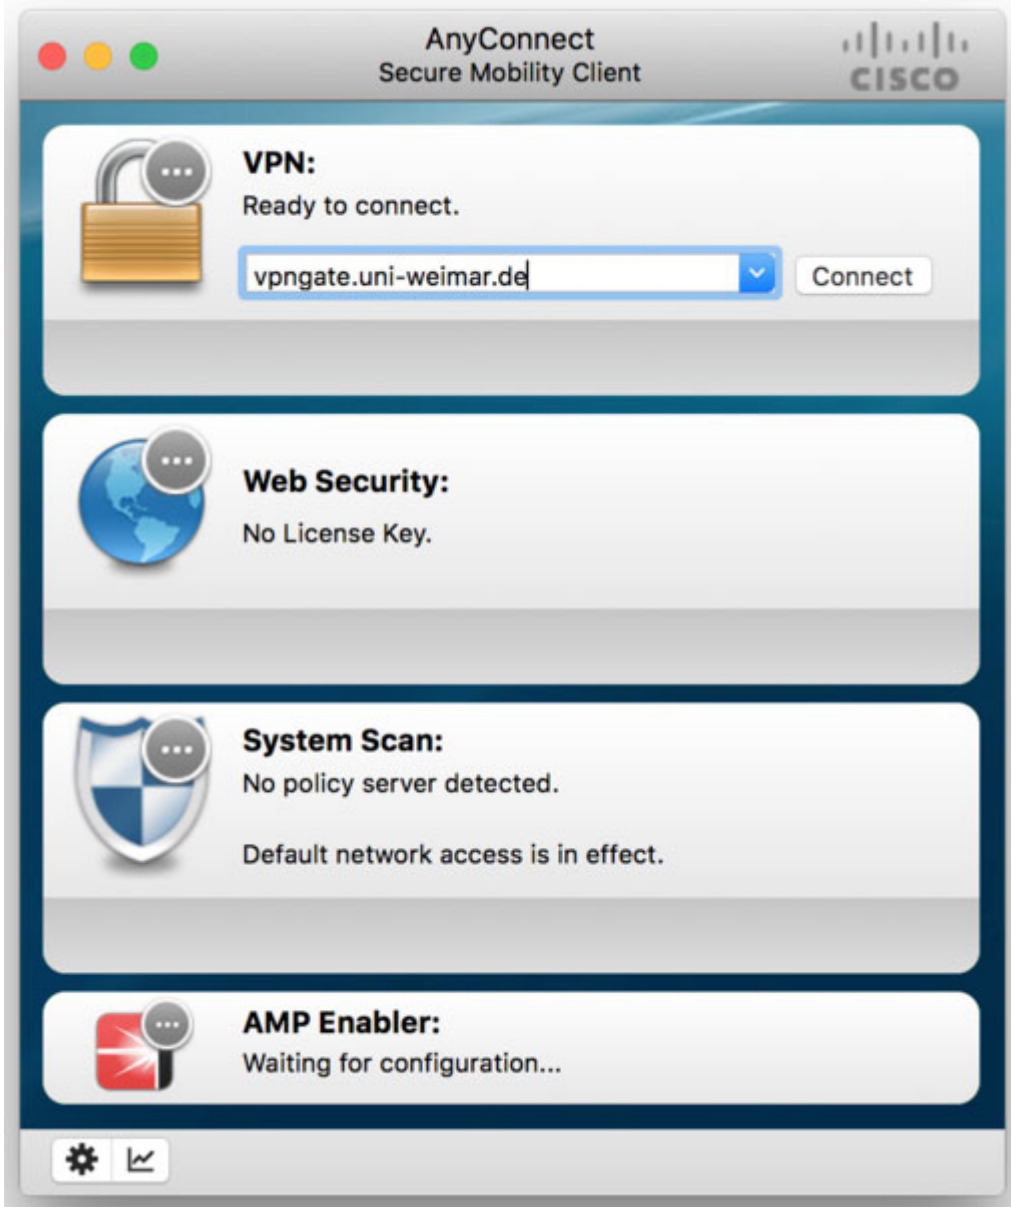 AnyConnect
Secure Mobility Client
CISCO
VPN:
Ready to connect.
vpngate.uni-weimar.de
Connect
Web Security:
No License Key.
System Scan:
No policy server detected.
Default network access is in effect.
AMP Enabler:
Waiting for configuration...